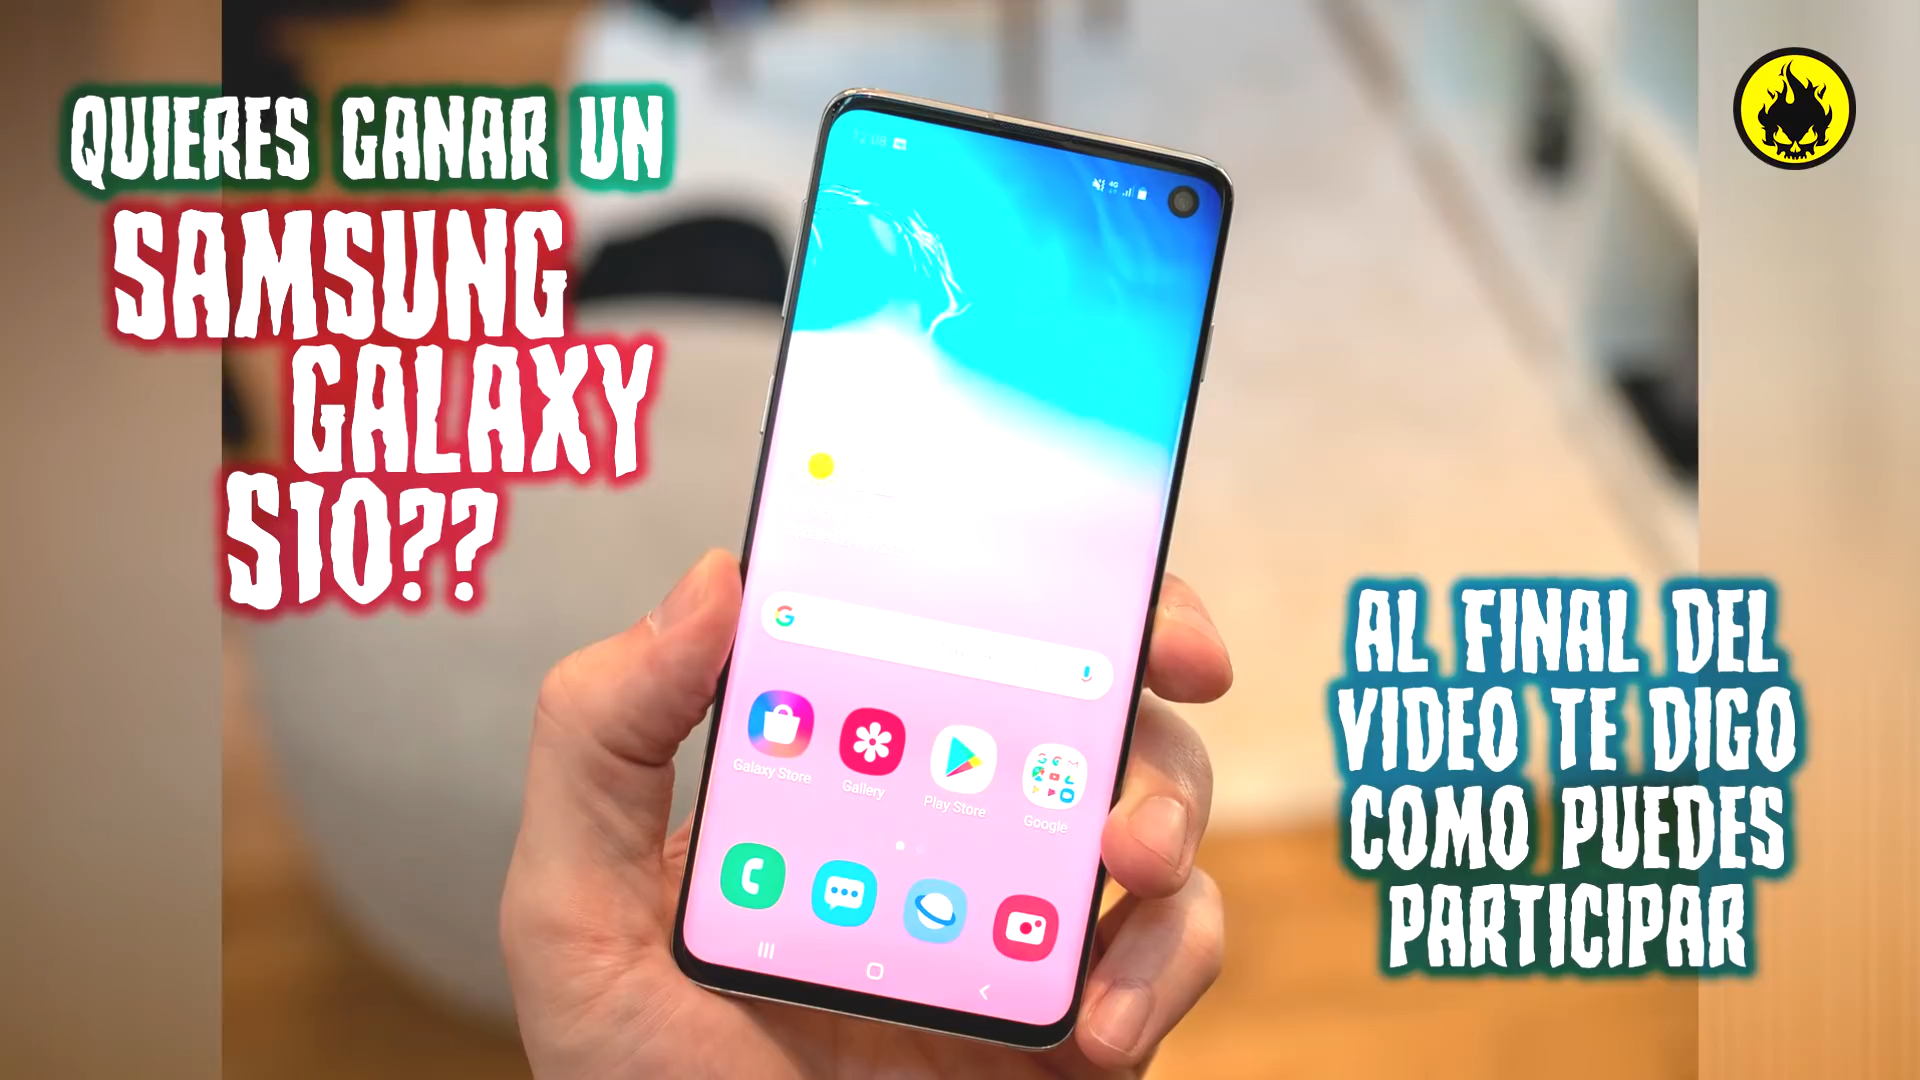 QUIERES GANAR UN
SAMSUNG
GALAXY
S10??
4G
Galaxy Store
Gallery
Play Store
Google
AL FINAL DEL
VIDEO TE DIGO
COMO PUEDES
PARTICIPAR